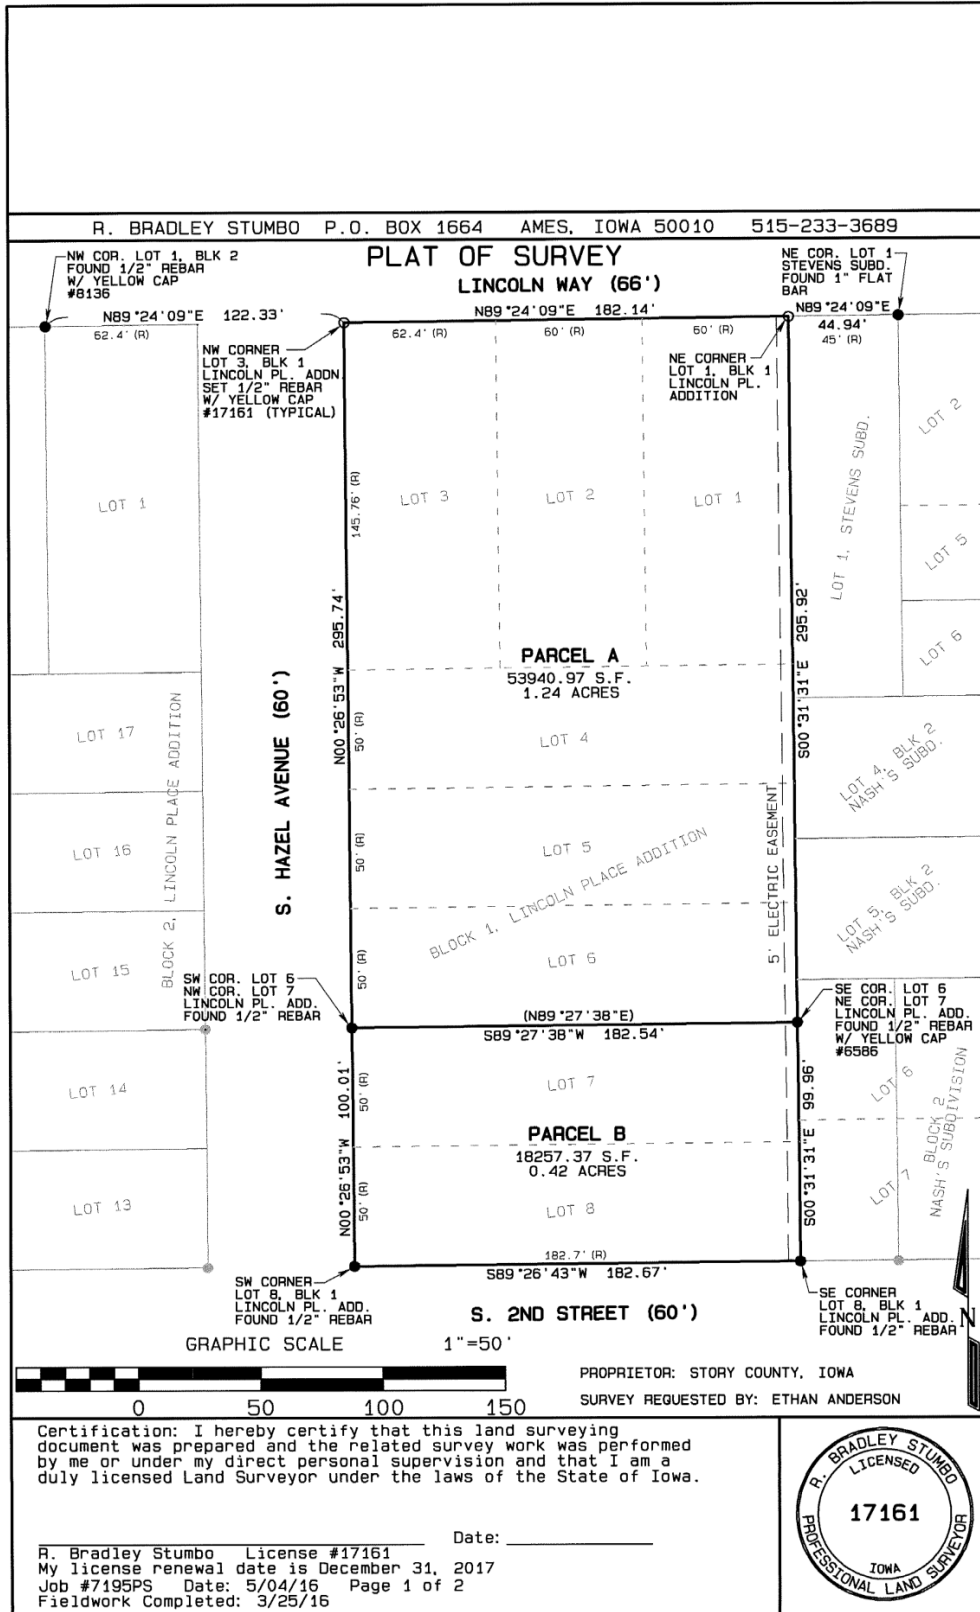 R. BRADLEY STUMBO P.O. BOX 1664 AMES, IOWA 50010 515-233-3689
PLAT OF SURVEY
LINCOLN WAY (66')
NW COR. LOT 1, BLK 2
FOUND 1/2" REBAR
W/ YELLOW CAP
#8136
NE COR. LOT 1
STEVENS SUBD.
FOUND 1" FLAT
BAR
N89°24'09"E 122.33'
N89°24'09"E 182.14'
N89°24'09"E
44.94'
45' (R)
62.4' (R)
60' (R)
60' (R)
NW CORNER
LOT 3, BLK 1
LINCOLN PL. ADDN
SET 1/2" REBAR
W/ YELLOW CAP
#17161 (TYPICAL)
NE CORNER
LOT 1, BLK 1
LINCOLN PL.
ADDITION
LOT 1
LOT 3
LOT 2
LOT 1
LOT 1, STEVENS SUBD.
LOT 2
LOT 5
LOT 6
145.76' (R)
N00°26'53"W 295.74'
S00°31'31"E 295.92'
PARCEL A
53940.97 S.F.
1.24 ACRES
S. HAZEL AVENUE (60')
LOT 17
LOT 16
LOT 15
LOT 14
LOT 13
BLOCK 2, LINCOLN PLACE ADDITION
50' (R)
50' (R)
50' (R)
LOT 4
LOT 5
BLOCK 1, LINCOLN PLACE ADDITION
LOT 6
5' ELECTRIC EASEMENT
LOT 4, BLK 2
NASH'S SUBD.
LOT 5, BLK 2
NASH'S SUBD.
SW COR. LOT 6
NW COR. LOT 7
LINCOLN PL. ADD.
FOUND 1/2" REBAR
(N89°27'38"E)
S89°27'38"W 182.54'
SE COR. LOT 6
NE COR. LOT 7
LINCOLN PL. ADD.
FOUND 1/2" REBAR
W/ YELLOW CAP
#6586
N00°26'53"W 100.01'
50' (R)
50' (R)
LOT 7
PARCEL B
18257.37 S.F.
0.42 ACRES
LOT 8
S00°31'31"E 99.96'
LOT 6
LOT 7
BLOCK 2
NASH'S SUBDIVISION
182.7' (R)
S89°26'43"W 182.67'
SW CORNER
LOT 8, BLK 1
LINCOLN PL. ADD.
FOUND 1/2" REBAR
S. 2ND STREET (60')
SE CORNER
LOT 8, BLK 1
LINCOLN PL. ADD.
FOUND 1/2" REBAR
N
GRAPHIC SCALE 1"=50'
0 50 100 150
PROPRIETOR: STORY COUNTY, IOWA
SURVEY REQUESTED BY: ETHAN ANDERSON
Certification: I hereby certify that this land surveying
document was prepared and the related survey work was performed
by me or under my direct personal supervision and that I am a
duly licensed Land Surveyor under the laws of the State of Iowa.
Date:
R. Bradley Stumbo License #17161
My license renewal date is December 31, 2017
Job #7195PS Date: 5/04/16 Page 1 of 2
Fieldwork Completed: 3/25/16
R. BRADLEY STUMBO
LICENSED
17161
IOWA
PROFESSIONAL LAND SURVEYOR